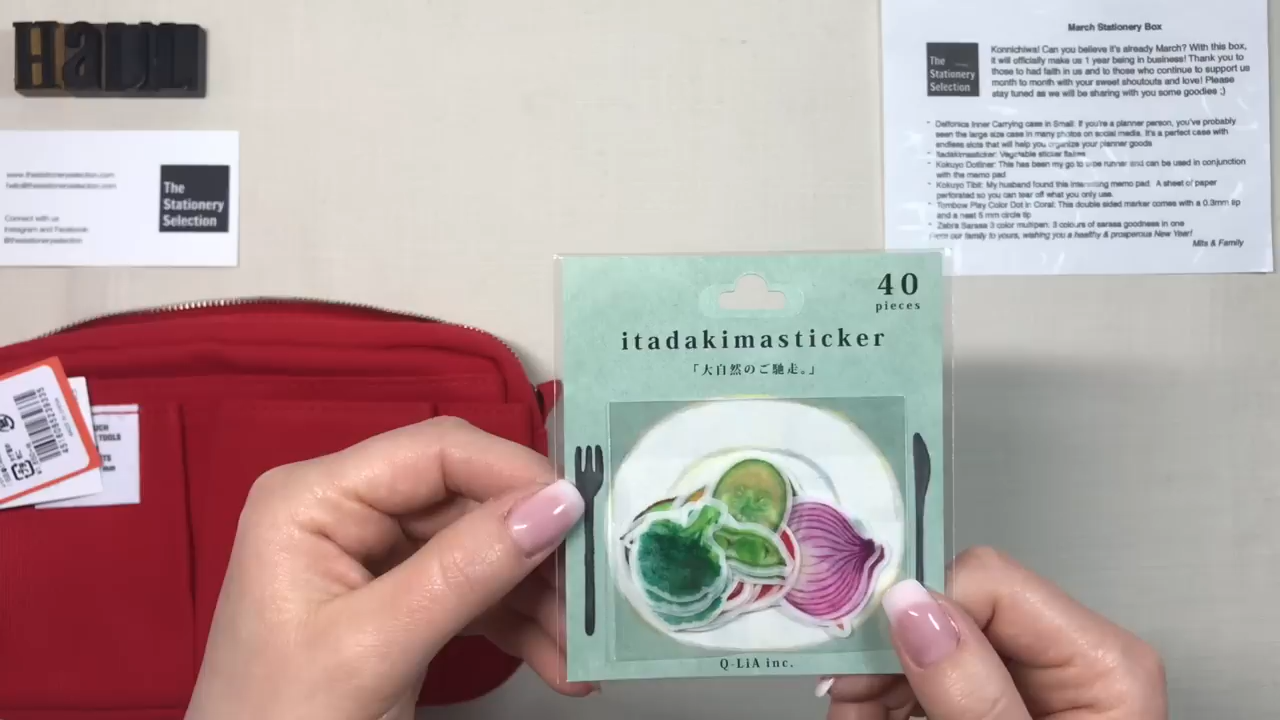 Hall
www.thestationeryselection.com
hello@thestationeryselection.com
Connect with us
Instagram and Facebook
@thestationeryselection
The
Stationery
Selection
March Stationery Box
The
Stationery
Selection
Konnichiwa! Can you believe it's already March? With this box,
it will officially make us 1 year being in business! Thank you to
those to had faith in us and to those who continue to support us
month to month with your sweet shoutouts and love! Please
stay tuned as we will be sharing with you some goodies ;)
Delfonics Inner Carrying case in Small: If you're a planner person, you've probably
seen the large size case in many photos on social media. It's a perfect case with
endless slots that will help you organize your planner goods
Itadakimasticker: Vegetable sticker flakes
Kokuyo Dotliner: This has been my go to glue runner and can be used in conjunction
with the memo pad
Kokuyo Tibit: My husband found this interesting memo pad. A sheet of paper
perforated so you can tear off what you only use.
Tombow Play Color Dot in Coral: This double sided marker comes with a 0.3mm tip
and a neat 5 mm circle tip
Zebra Sarasa 3 color multipen: 3 colours of sarasa goodness in one
From our family to yours, wishing you a healthy & prosperous New Year!
Mits & Family
40
pieces
itadakimasticker
「大自然のご馳走。」
Q-LiA inc.
TOOLS